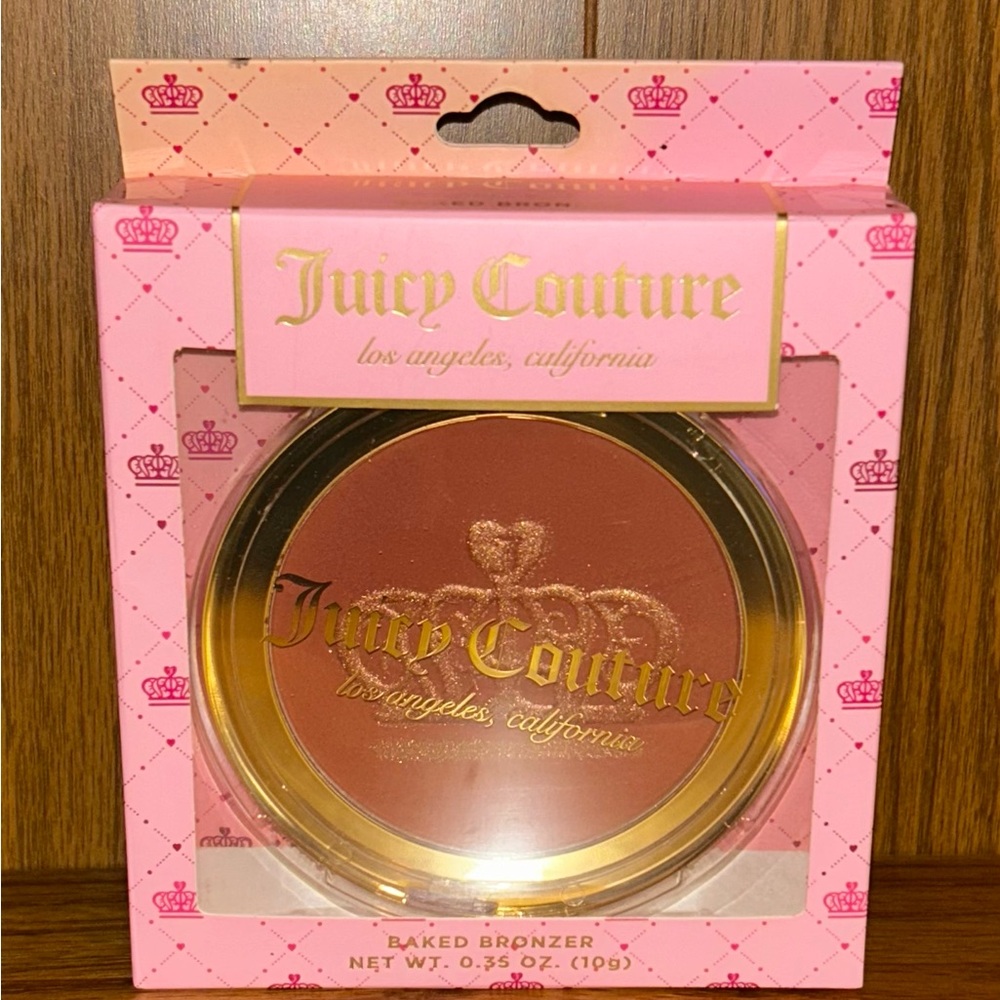 Juicy Couture
los angeles, california
Juicy Couture
los angeles, california
BAKED BRONZER
NET WT. 0.35 OZ. (10g)